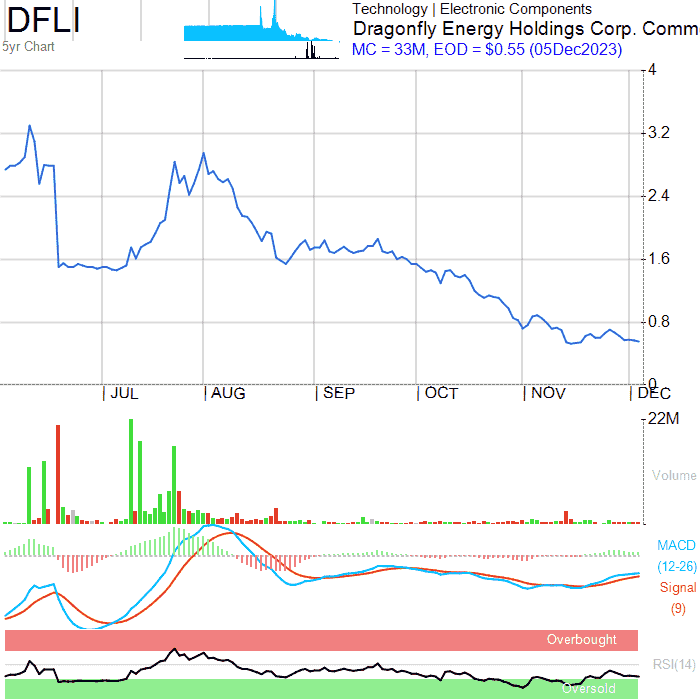 DFLI
5yr Chart
Technology | Electronic Components
Dragonfly Energy Holdings Corp. Comm
MC = 33M, EOD = $0.55 (05Dec2023)
4
3.2
2.4
1.6
0.8
0
JUL AUG SEP OCT NOV DEC
22M
Volume
MACD
(12-26)
Signal
(9)
Overbought
RSI(14)
Oversold